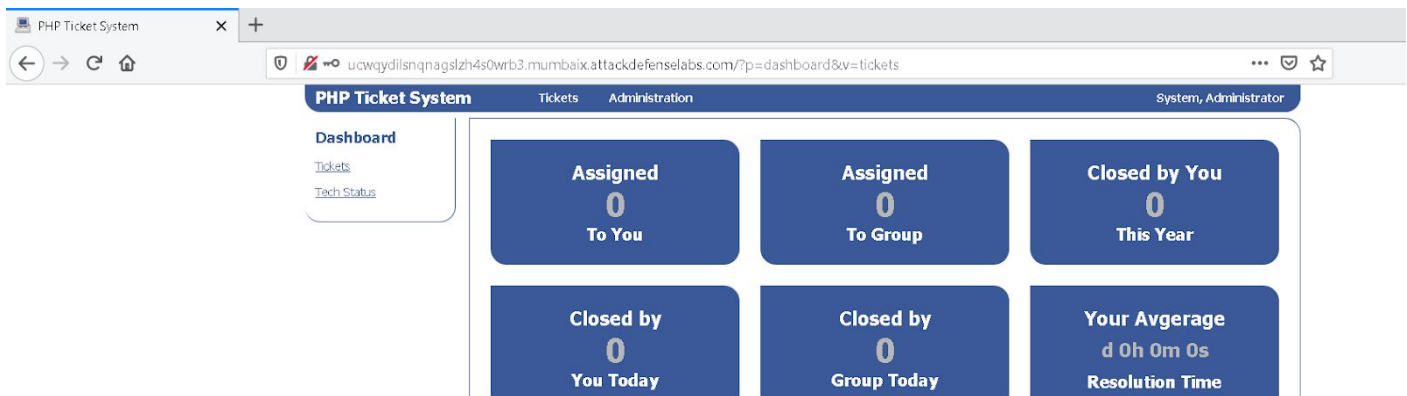 PHP Ticket System
ucwqydilsnqnagslzh4s0wrb3.mumbaix.attackdefenselabs.com/?p=dashboard&v=tickets
PHP Ticket System Tickets Administration System, Administrator
Dashboard
Tickets
Tech Status
Assigned
0
To You
Assigned
0
To Group
Closed by You
0
This Year
Closed by
0
You Today
Closed by
0
Group Today
Your Avgerage
d 0h 0m 0s
Resolution Time